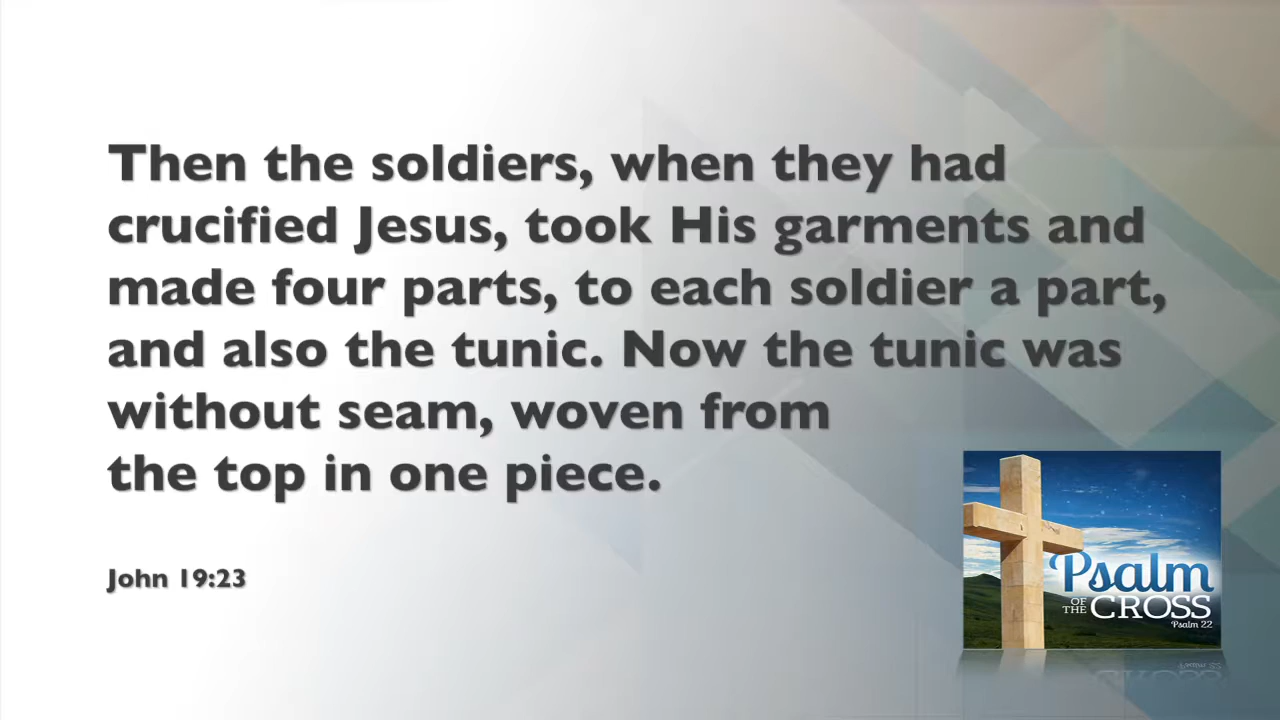 Then the soldiers, when they had
crucified Jesus, took His garments and
made four parts, to each soldier a part,
and also the tunic. Now the tunic was
without seam, woven from
the top in one piece.
John 19:23
Psalm
OF THE CROSS
Psalm 22